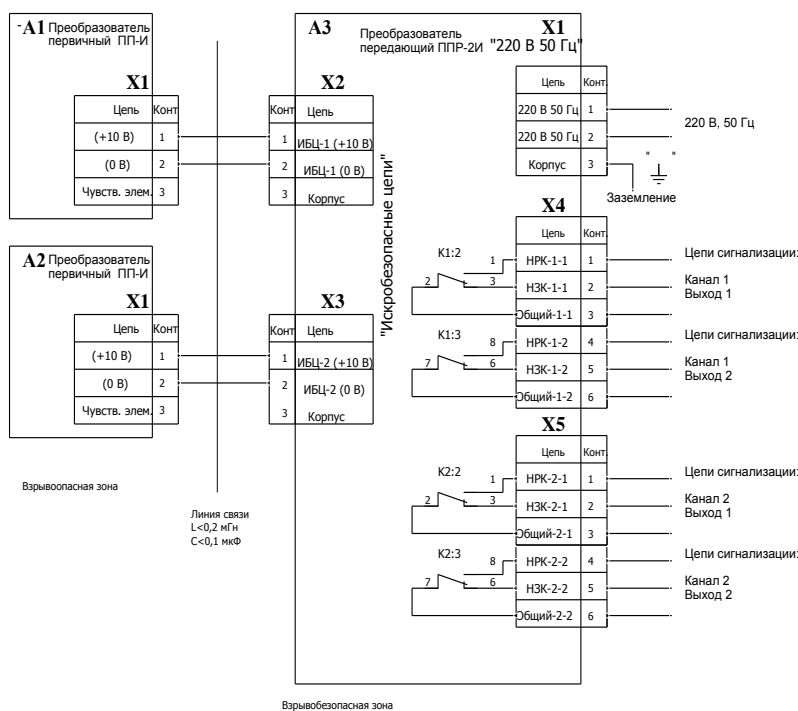 - A1 Преобразователь
первичный ПП-И
X1
Цепь Конт
(+10 В) 1
(0 В) 2
Чувств. элем. 3
A2 Преобразователь
первичный ПП-И
X1
Цепь Конт
(+10 В) 1
(0 В) 2
Чувств. элем. 3
Взрывоопасная зона
Линия связи
L<0,2 мГн
С<0,1 мкФ
A3 Преобразователь
передающий ППР-2И
X2
Конт Цепь
1 ИБЦ-1 (+10 В)
2 ИБЦ-1 (0 В)
3 Корпус
X3
Конт Цепь
1 ИБЦ-2 (+10 В)
2 ИБЦ-2 (0 В)
3 Корпус
"Искробезопасные цепи"
X1
"220 В 50 Гц"
Цепь Конт.
220 В 50 Гц 1
220 В 50 Гц 2
Корпус 3
220 В, 50 Гц
" "
Заземление
X4
Цепь Конт.
K1:2
1
2 3
НРК-1-1 1
НЗК-1-1 2
Общий-1-1 3
Цепи сигнализации:
Канал 1
Выход 1
K1:3
8
7 6
НРК-1-2 4
НЗК-1-2 5
Общий-1-2 6
Цепи сигнализации:
Канал 1
Выход 2
X5
Цепь Конт.
K2:2
1
2 3
НРК-2-1 1
НЗК-2-1 2
Общий-2-1 3
Цепи сигнализации:
Канал 2
Выход 1
K2:3
8
7 6
НРК-2-2 4
НЗК-2-2 5
Общий-2-2 6
Цепи сигнализации:
Канал 2
Выход 2
Взрывобезопасная зона